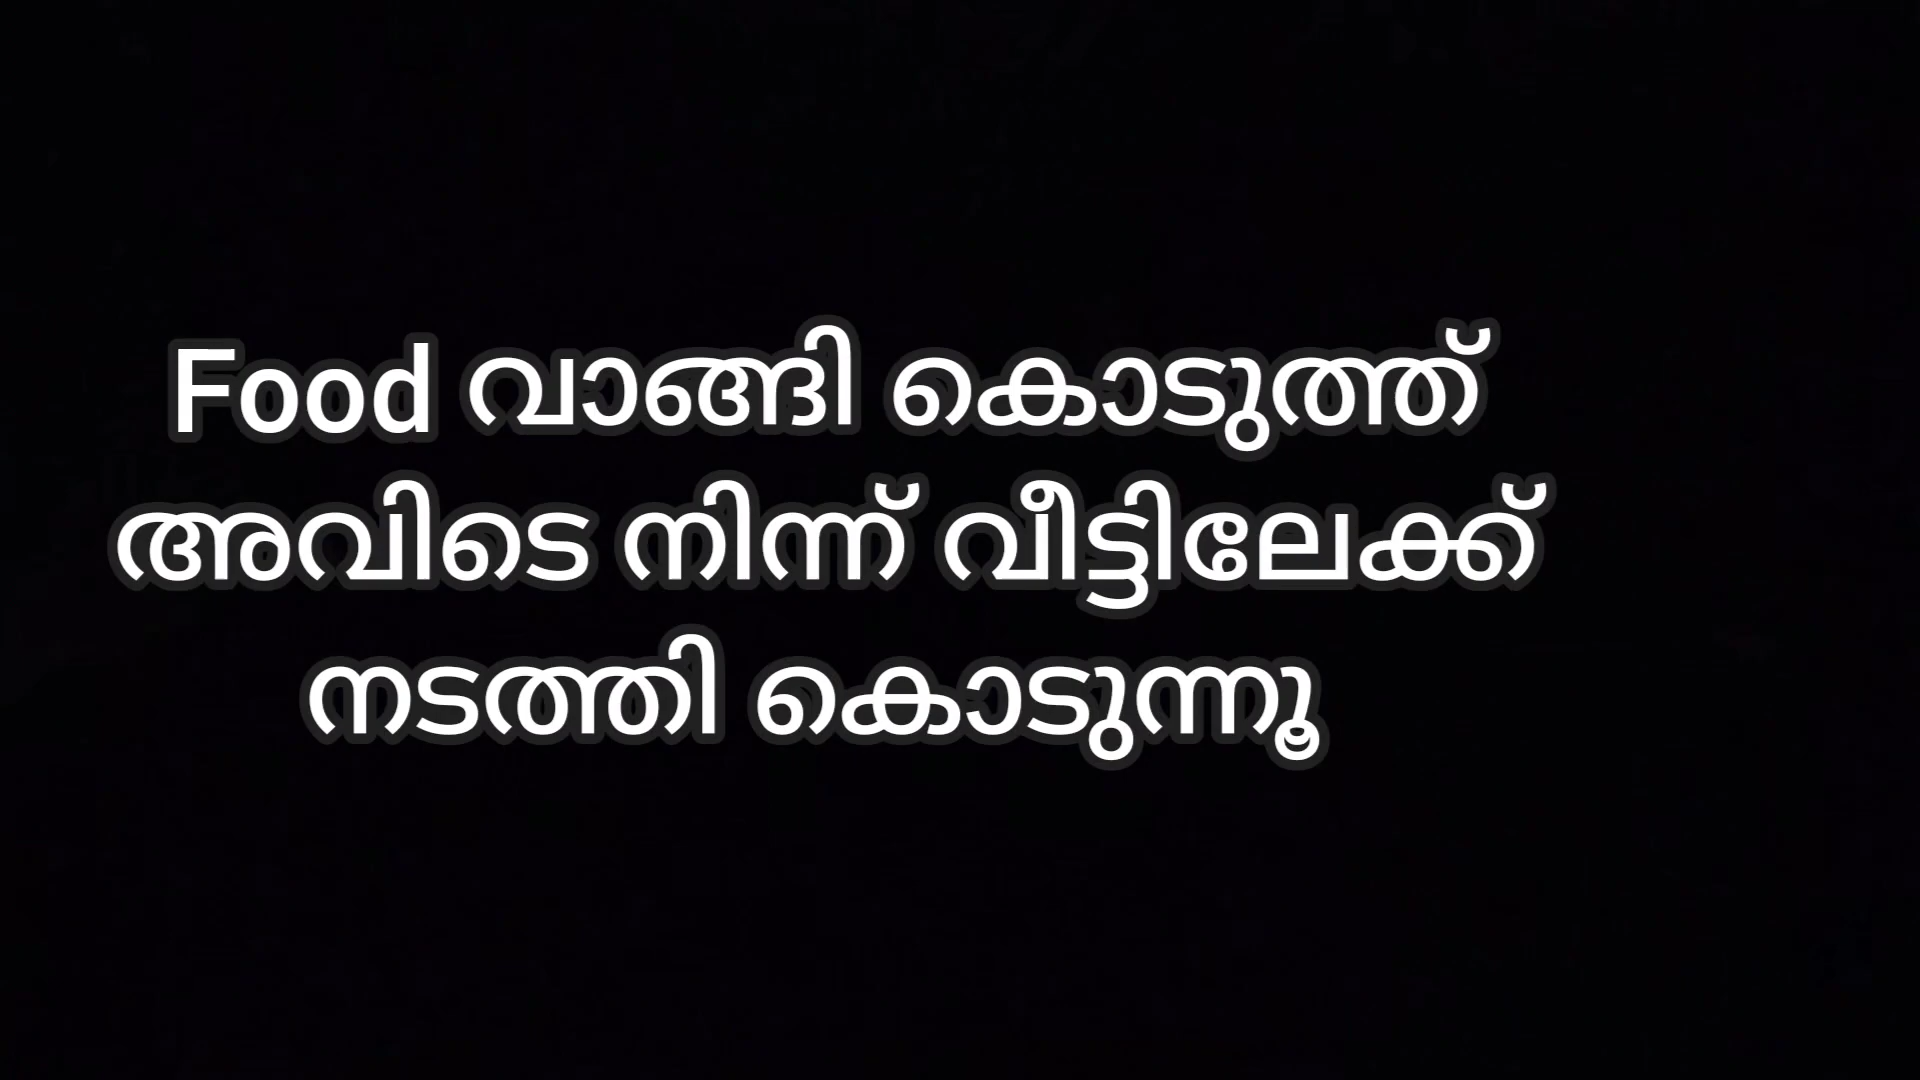 Food വാങ്ങി കൊടുത്ത്
അവിടെ നിന്ന് വീട്ടിലേക്ക്
നടത്തി കൊടുന്നൂ